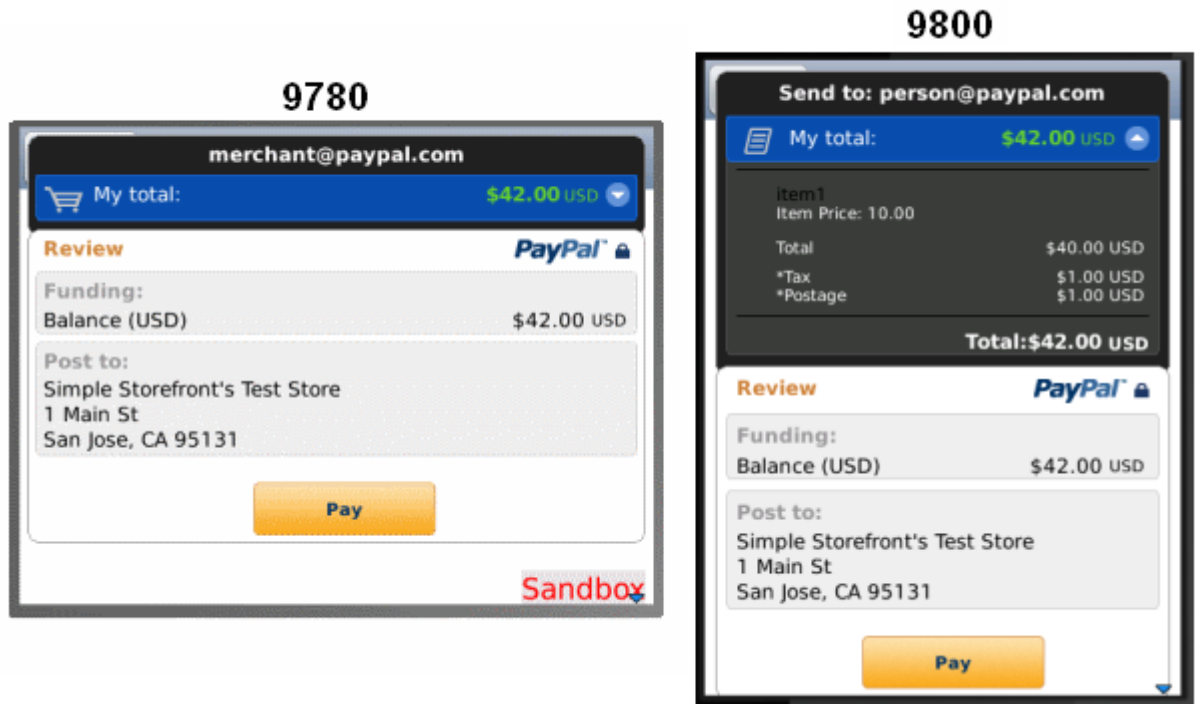 9780
merchant@paypal.com
My total: $42.00 USD
Review PayPal™
Funding:
Balance (USD) $42.00 USD
Post to:
Simple Storefront's Test Store
1 Main St
San Jose, CA 95131
Pay
Sandbox
9800
Send to: person@paypal.com
My total: $42.00 USD
item1
Item Price: 10.00
Total $40.00 USD
*Tax $1.00 USD
*Postage $1.00 USD
Total:$42.00 USD
Review PayPal™
Funding:
Balance (USD) $42.00 USD
Post to:
Simple Storefront's Test Store
1 Main St
San Jose, CA 95131
Pay